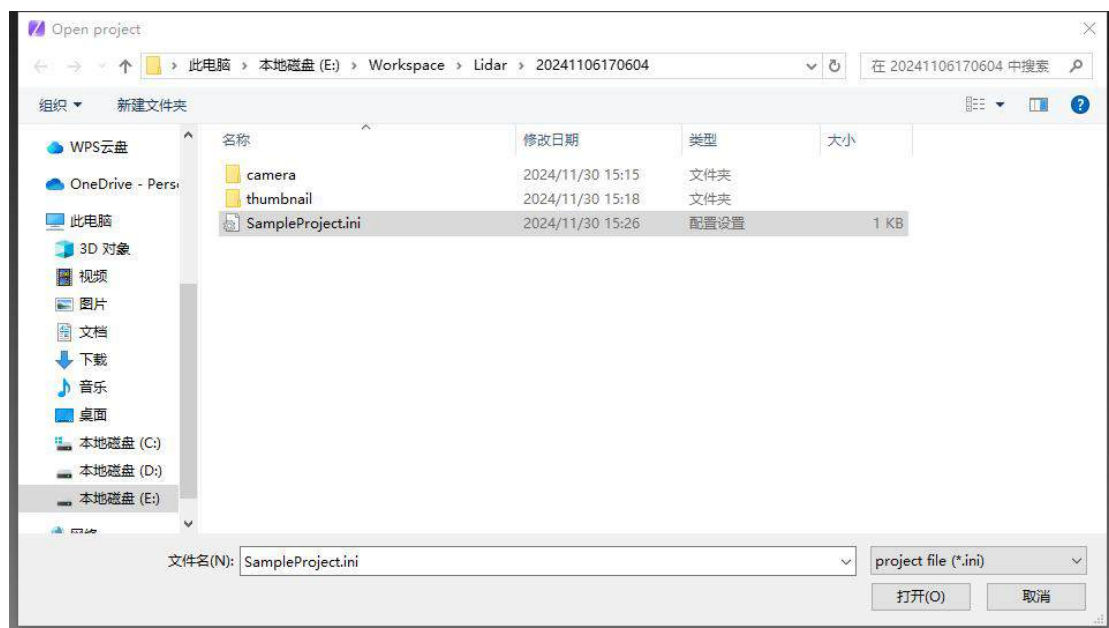 Open project
此电脑 › 本地磁盘 (E:) › Workspace › Lidar › 20241106170604
在 20241106170604 中搜索
组织 新建文件夹
名称 修改日期 类型 大小
WPS云盘
OneDrive - Pers
此电脑
3D 对象
视频
图片
文档
下载
音乐
桌面
本地磁盘 (C:)
本地磁盘 (D:)
本地磁盘 (E:)
camera 2024/11/30 15:15 文件夹
thumbnail 2024/11/30 15:18 文件夹
SampleProject.ini 2024/11/30 15:26 配置设置 1 KB
文件名(N): SampleProject.ini project file (*.ini)
打开(O) 取消